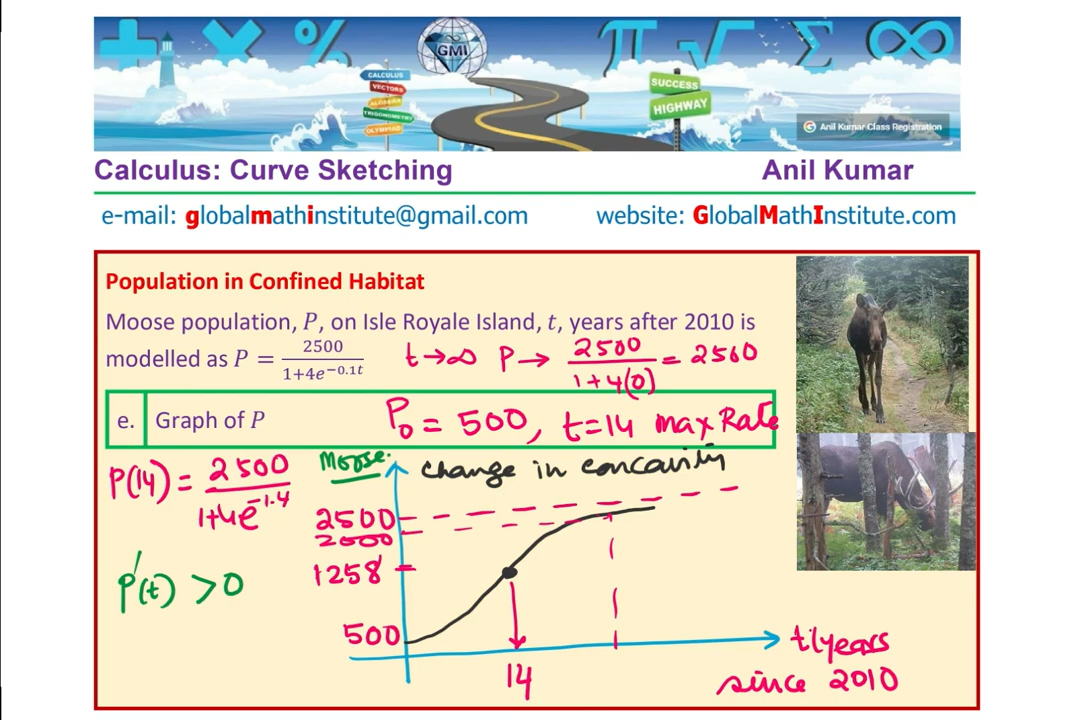 GMI
CALCULUS
VECTORS
ALGEBRA
TRIGONOMETRY
OLYMPIAD
SUCCESS
HIGHWAY
Anil Kumar Class Registration
Calculus: Curve Sketching Anil Kumar
e-mail: globalmathinstitute@gmail.com website: GlobalMathInstitute.com
Population in Confined Habitat
Moose population, P, on Isle Royale Island, t, years after 2010 is
modelled as P = 2500/(1+4e^−0.1t) t→∞ P→ 2500/(1+4(0)) = 2500
e. Graph of P P₀ = 500, t=14 max Rate
P(14) = 2500/(1+4e^−1.4)
Moose. change in concavity
2500
2000
1258
P'(t) >0
500
t(years
since 2010
14